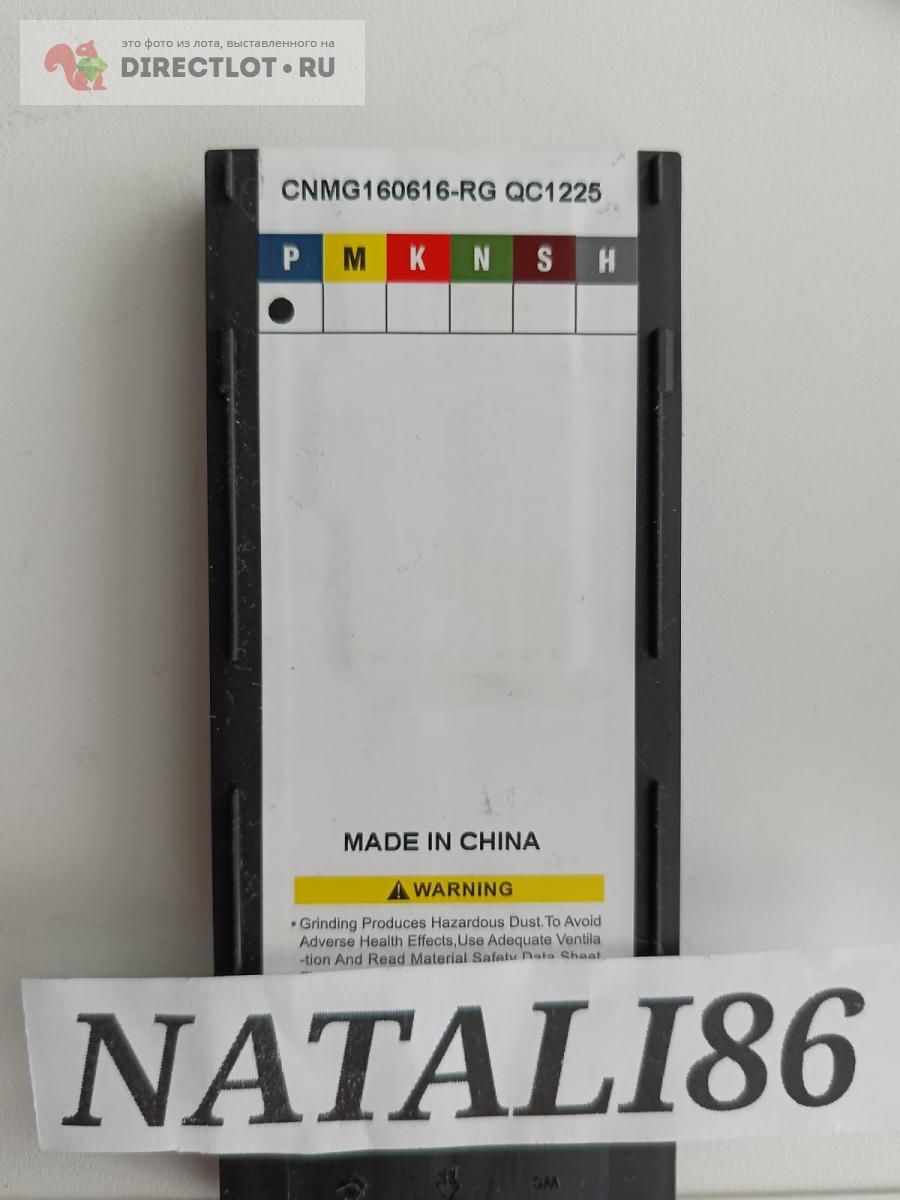 это фото из лота, выставленного на
DIRECTLOT•RU
CNMG160616-RG QC1225
P M K N S H
MADE IN CHINA
WARNING
• Grinding Produces Hazardous Dust.To Avoid
Adverse Health Effects,Use Adequate Ventila
-tion And Read Material Safety Data Sheet
NATALI86